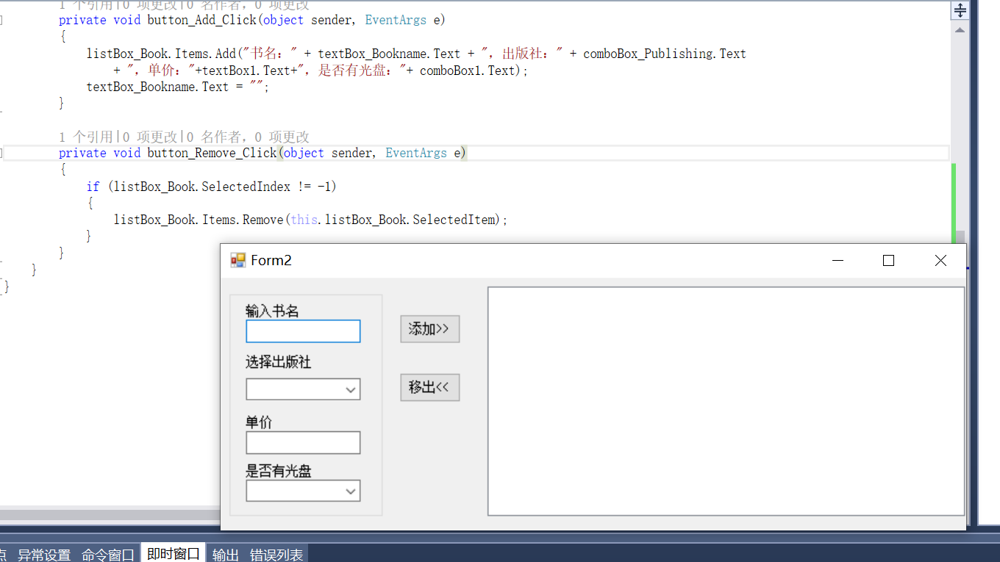 1 个引用|0 项更改|0 名作者, 0 项更改
private void button_Add_Click(object sender, EventArgs e)
{
listBox_Book.Items.Add("书名：" + textBox_Bookname.Text + "，出版社：" + comboBox_Publishing.Text
+ "，单价："+textBox1.Text+"，是否有光盘："+ comboBox1.Text);
textBox_Bookname.Text = "";
}
1 个引用|0 项更改|0 名作者, 0 项更改
private void button_Remove_Click(object sender, EventArgs e)
{
if (listBox_Book.SelectedIndex != -1)
{
listBox_Book.Items.Remove(this.listBox_Book.SelectedItem);
}
}
}
}
Form2
输入书名
添加>>
选择出版社
移出<<
单价
是否有光盘
点 异常设置 命令窗口 即时窗口 输出 错误列表